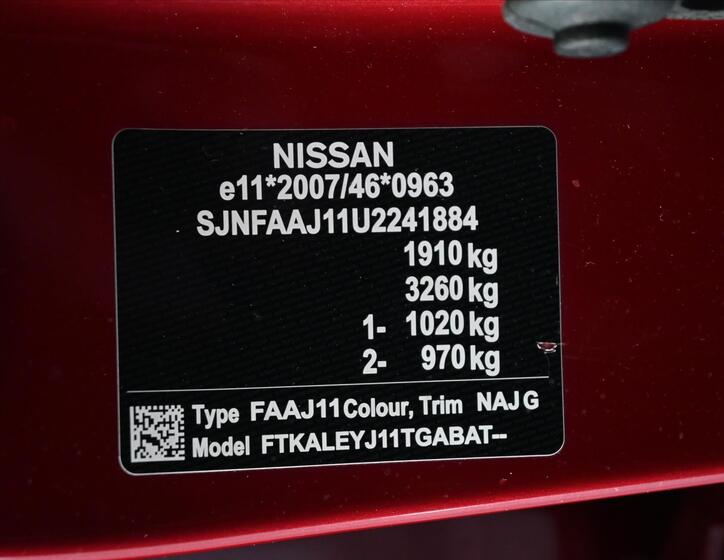 NISSAN
e11*2007/46*0963
SJNFAAJ11U2241884
1910 kg
3260 kg
1- 1020 kg
2- 970 kg
Type FAAJ11 Colour, Trim NAJ G
Model FTKALEYJ11TGABAT--